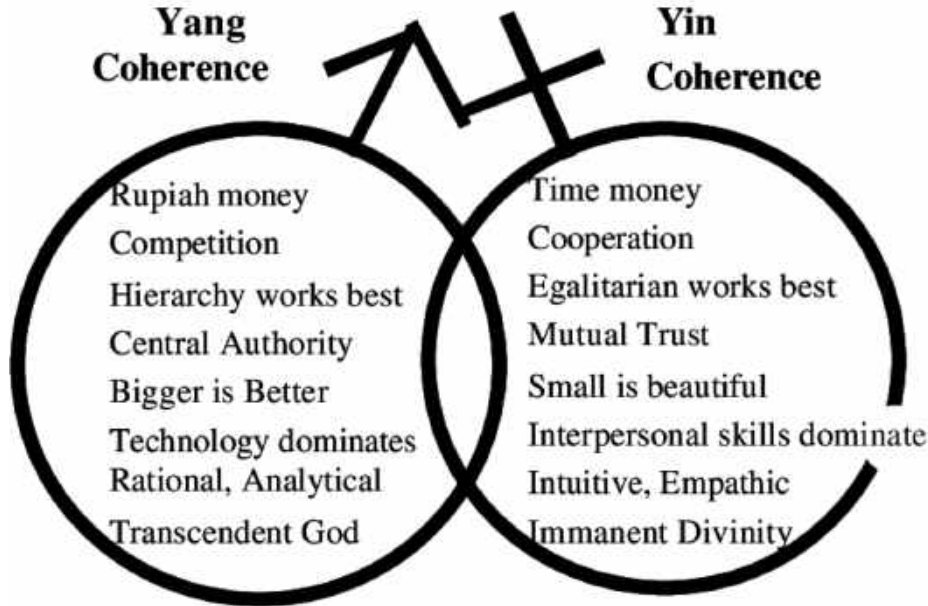 Yang
Coherence
Yin
Coherence
Rupiah money
Competition
Hierarchy works best
Central Authority
Bigger is Better
Technology dominates
Rational, Analytical
Transcendent God
Time money
Cooperation
Egalitarian works best
Mutual Trust
Small is beautiful
Interpersonal skills dominate
Intuitive, Empathic
Immanent Divinity